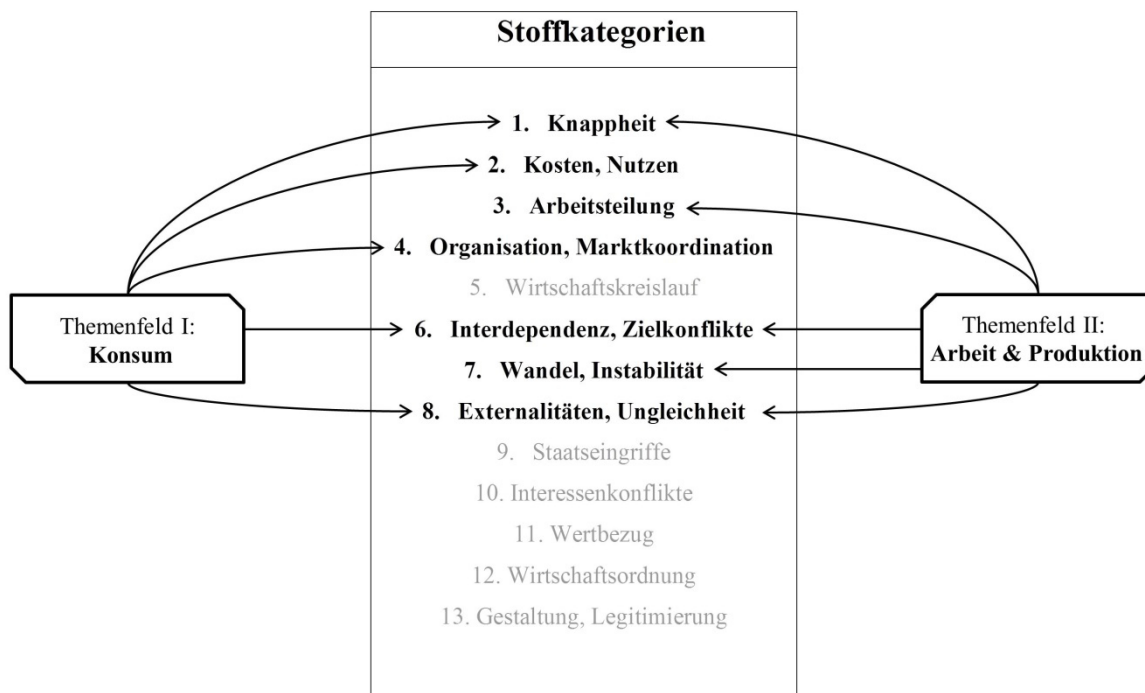 Stoffkategorien
1. Knappheit
2. Kosten, Nutzen
3. Arbeitsteilung
4. Organisation, Marktkoordination
5. Wirtschaftskreislauf
Themenfeld I:
Konsum
6. Interdependenz, Zielkonflikte
7. Wandel, Instabilität
8. Externalitäten, Ungleichheit
Themenfeld II:
Arbeit & Produktion
9. Staatseingriffe
10. Interessenkonflikte
11. Wertbezug
12. Wirtschaftsordnung
13. Gestaltung, Legitimierung